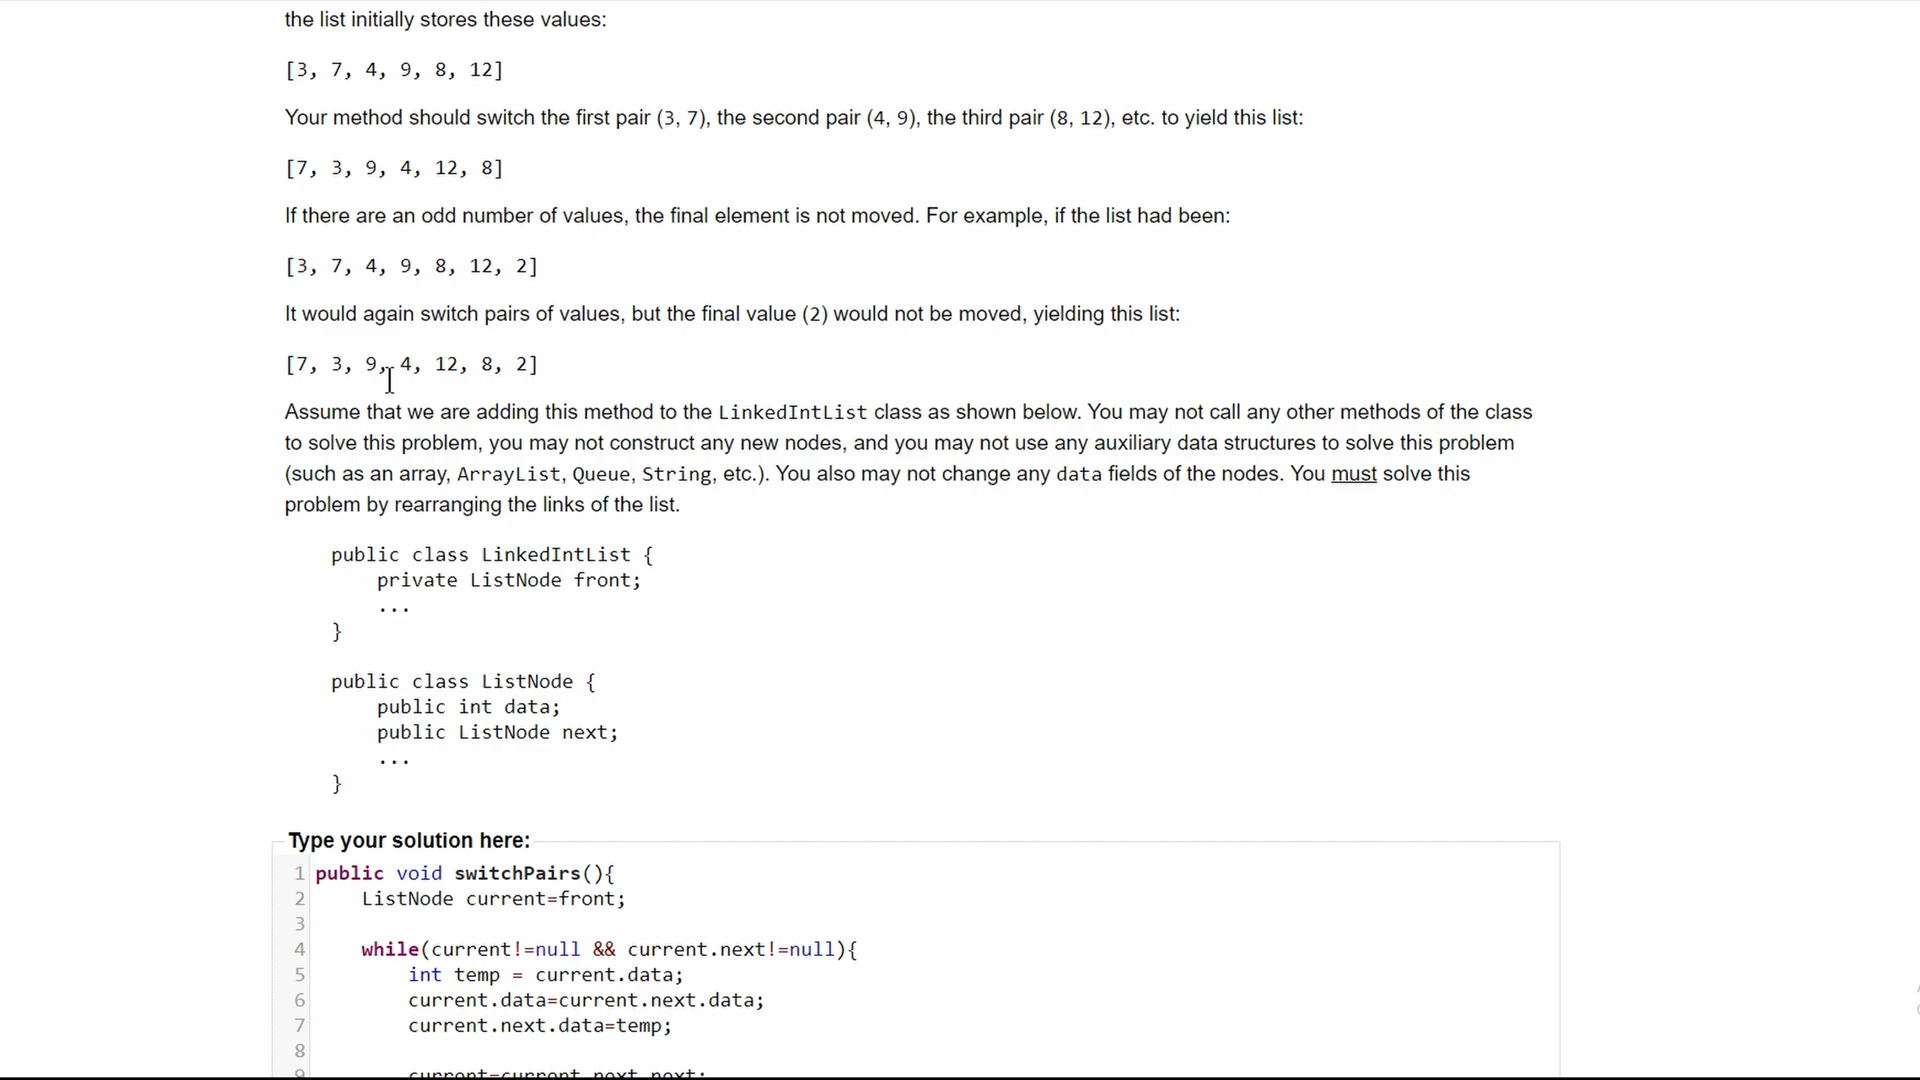 the list initially stores these values:
[3, 7, 4, 9, 8, 12]
Your method should switch the first pair (3, 7), the second pair (4, 9), the third pair (8, 12), etc. to yield this list:
[7, 3, 9, 4, 12, 8]
If there are an odd number of values, the final element is not moved. For example, if the list had been:
[3, 7, 4, 9, 8, 12, 2]
It would again switch pairs of values, but the final value (2) would not be moved, yielding this list:
[7, 3, 9, 4, 12, 8, 2]
Assume that we are adding this method to the LinkedIntList class as shown below. You may not call any other methods of the class
to solve this problem, you may not construct any new nodes, and you may not use any auxiliary data structures to solve this problem
(such as an array, ArrayList, Queue, String, etc.). You also may not change any data fields of the nodes. You must solve this
problem by rearranging the links of the list.
public class LinkedIntList {
private ListNode front;
...
}
public class ListNode {
public int data;
public ListNode next;
...
}
Type your solution here:
1 public void switchPairs(){
2 ListNode current=front;
3
4 while(current!=null && current.next!=null){
5 int temp = current.data;
6 current.data=current.next.data;
7 current.next.data=temp;
8
9 current=current.next.next;